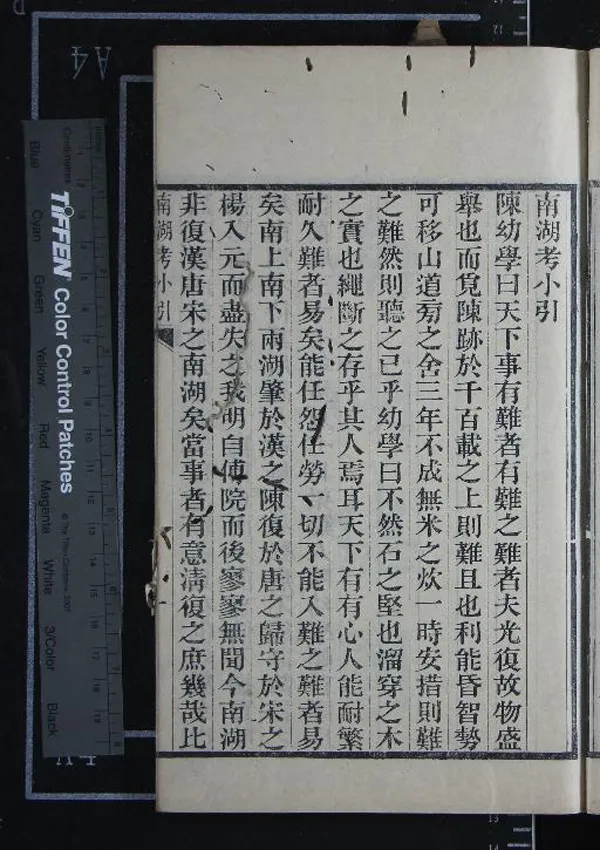 南湖考小引
陳幼學曰天下事有難者有難之難者夫光復故物盛
舉也而覓陳跡於千百載之上則難且也利能昏智勢
可移山道旁之舍三年不成無米之炊一時安措則難
之難然則聽之已乎幼學曰不然石之堅也溜穿之木
之實也繩斷之存乎其人焉耳天下有有心人能耐繁
耐久難者易矣能任怨任勞一切不能入難之難者易
矣南上南下兩湖肇於漢之陳復於唐之歸守於宋之
楊入元而盡失之我明自傅院而後寥寥無聞今南湖
非復漢唐宋之南湖矣當事者有意清復之庶幾哉比
南湖考小引
A4
TIFFEN Color Control Patches
Centimetres
Blue
Cyan
Green
Yellow
Red
Magenta
White
3/Color
Black